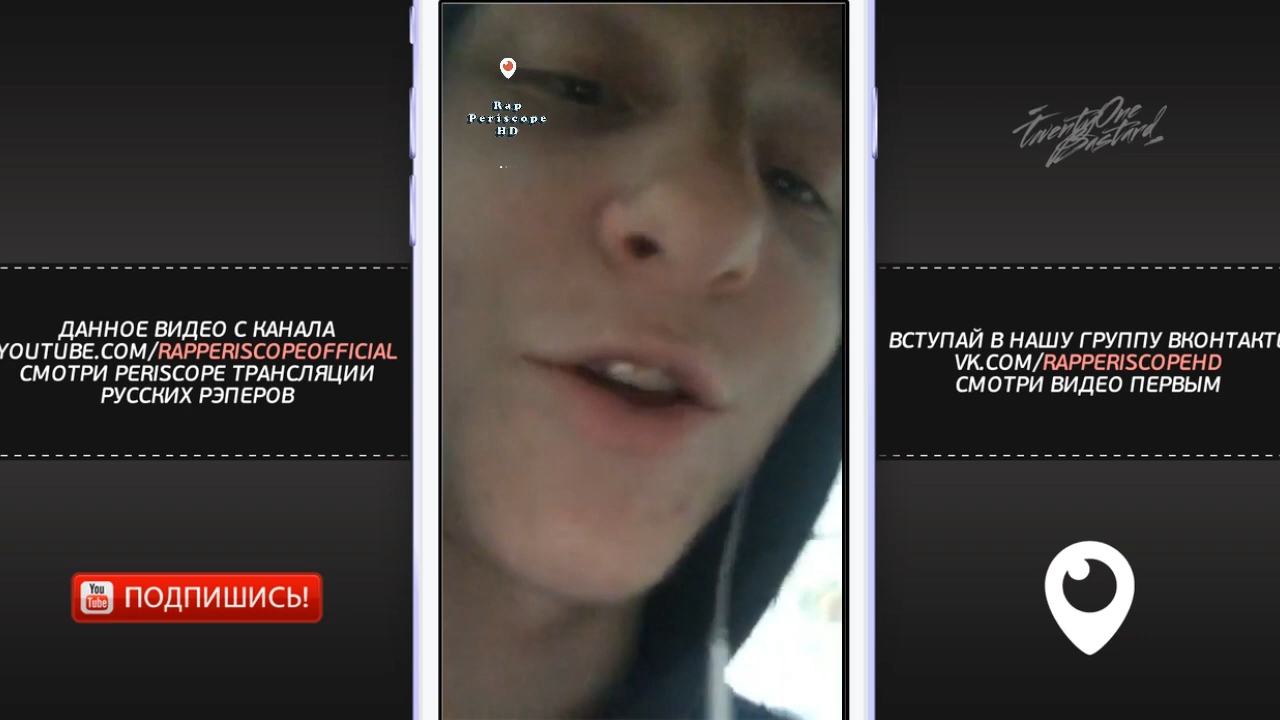 ДАННОЕ ВИДЕО С КАНАЛА
YOUTUBE.COM/RAPPERISCOPEOFFICIAL
СМОТРИ PERISCOPE ТРАНСЛЯЦИИ
РУССКИХ РЭПЕРОВ
You
Tube
ПОДПИШИСЬ!
Rap
Periscope
HD
TwentyOne
Bastard
ВСТУПАЙ В НАШУ ГРУППУ ВКОНТАКТЕ
VK.COM/RAPPERISCOPEHD
СМОТРИ ВИДЕО ПЕРВЫМ